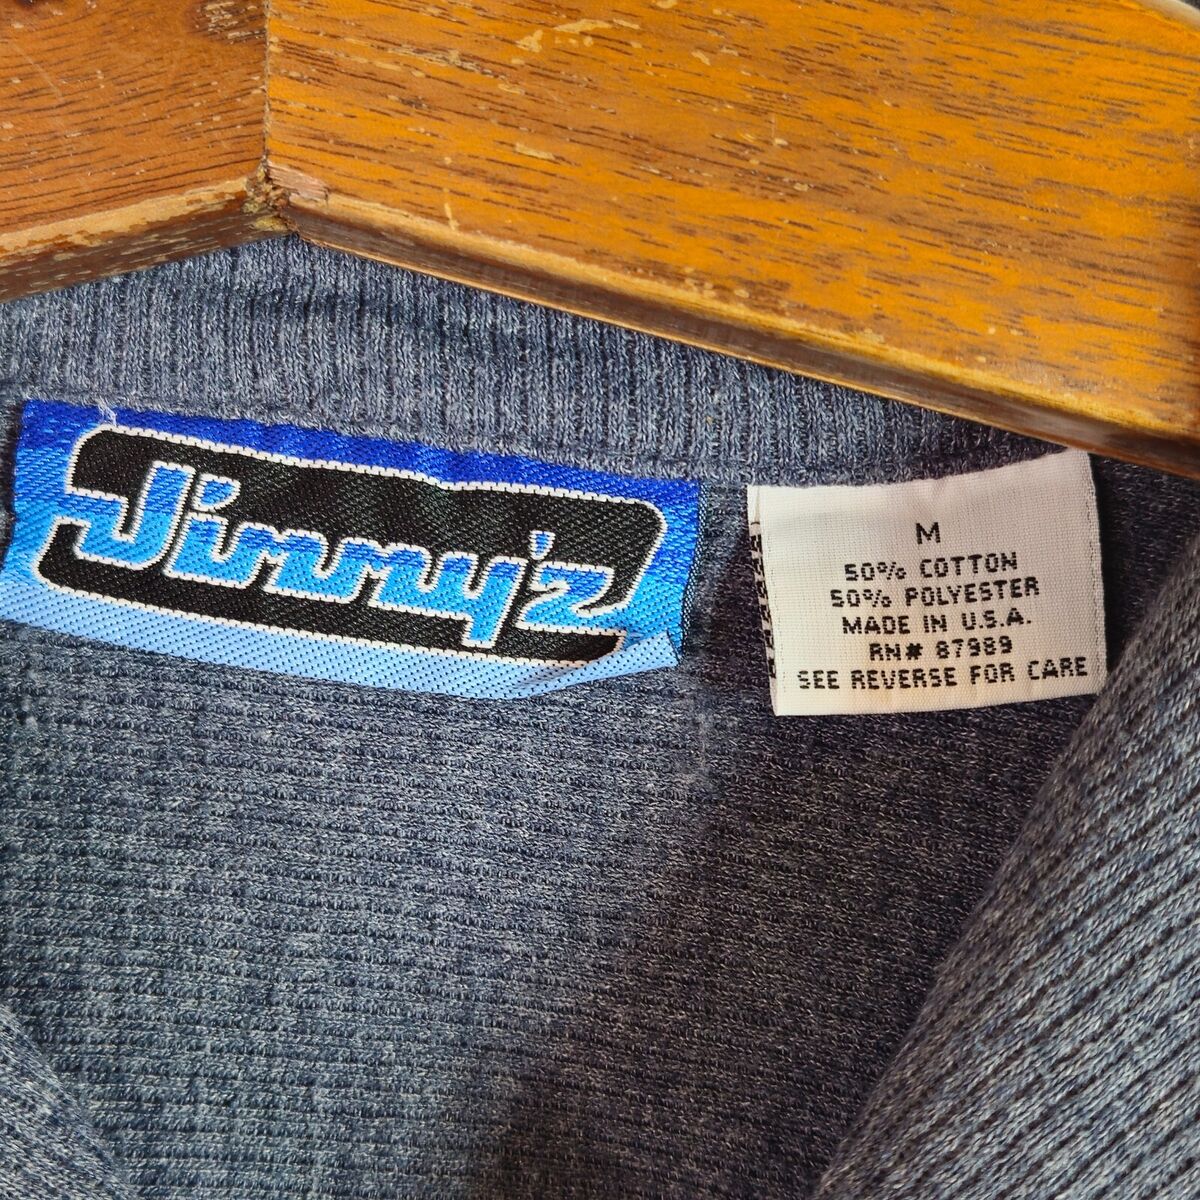 Jimmy'z
M
50% COTTON
50% POLYESTER
MADE IN U.S.A.
RN# 87989
SEE REVERSE FOR CARE